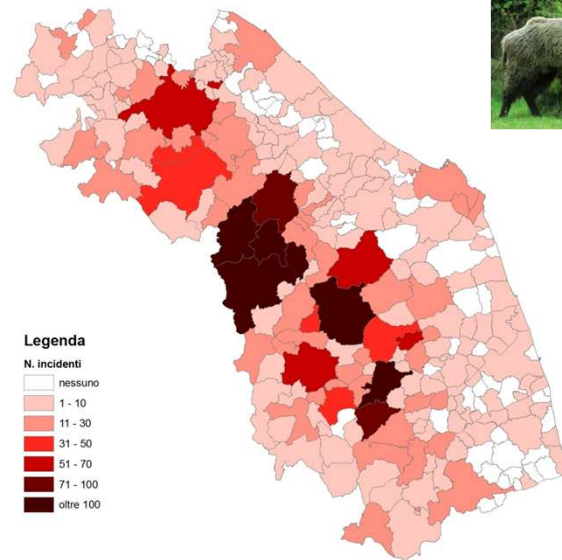 Legenda
N. incidenti
nessuno
1 - 10
11 - 30
31 - 50
51 - 70
71 - 100
oltre 100